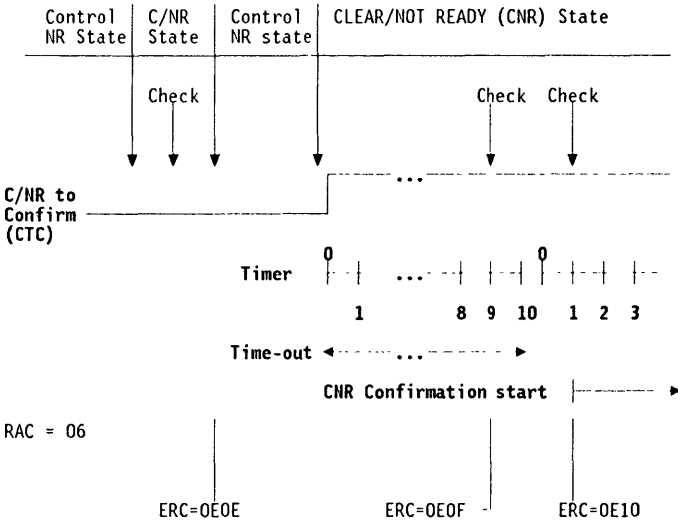 Control C/NR Control CLEAR/NOT READY (CNR) State
NR State State NR state
Check Check Check
...
C/NR to
Confirm
(CTC)
0 0
Timer ...
1 8 9 10 1 2 3
Time-out ...
CNR Confirmation start
RAC = 06
ERC=0E0E ERC=0E0F ERC=0E10